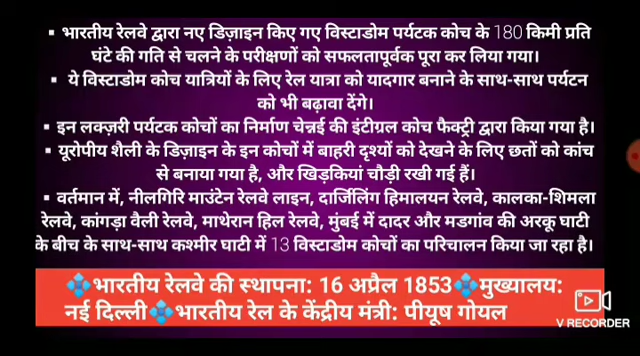 ▪ भारतीय रेलवे द्वारा नए डिज़ाइन किए गए विस्टाडोम पर्यटक कोच के 180 किमी प्रति
घंटे की गति से चलने के परीक्षणों को सफलतापूर्वक पूरा कर लिया गया।
▪ ये विस्टाडोम कोच यात्रियों के लिए रेल यात्रा को यादगार बनाने के साथ-साथ पर्यटन
को भी बढ़ावा देंगे।
▪ इन लक्ज़री पर्यटक कोचों का निर्माण चेन्नई की इंटीग्रल कोच फैक्ट्री द्वारा किया गया है।
▪ यूरोपीय शैली के डिज़ाइन के इन कोचों में बाहरी दृश्यों को देखने के लिए छतों को कांच
से बनाया गया है, और खिड़कियां चौड़ी रखी गई हैं।
▪ वर्तमान में, नीलगिरि माउंटेन रेलवे लाइन, दार्जिलिंग हिमालयन रेलवे, कालका-शिमला
रेलवे, कांगड़ा वैली रेलवे, माथेरान हिल रेलवे, मुंबई में दादर और मडगांव की अरकू घाटी
के बीच के साथ-साथ कश्मीर घाटी में 13 विस्टाडोम कोचों का परिचालन किया जा रहा है।
💠भारतीय रेलवे की स्थापना: 16 अप्रैल 1853💠मुख्यालय:
नई दिल्ली💠भारतीय रेल के केंद्रीय मंत्री: पीयूष गोयल
V RECORDER